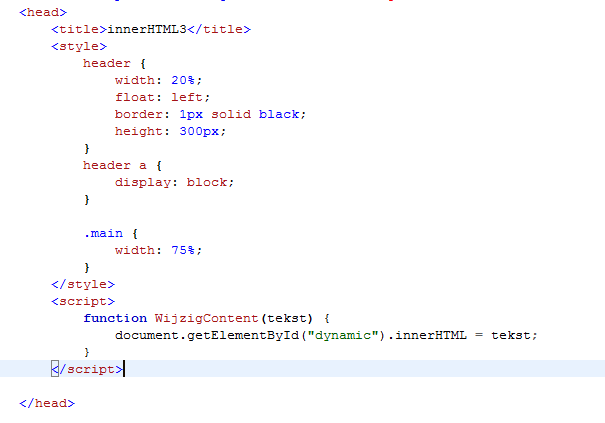 <head>
    <title>innerHTML3</title>
    <style>
        header {
            width: 20%;
            float: left;
            border: 1px solid black;
            height: 300px;
        }
        header a {
            display: block;
        }

        .main {
            width: 75%;
        }
    </style>
    <script>
        function WijzigContent(tekst) {
            document.getElementById("dynamic").innerHTML = tekst;
        }
    </script>

</head>